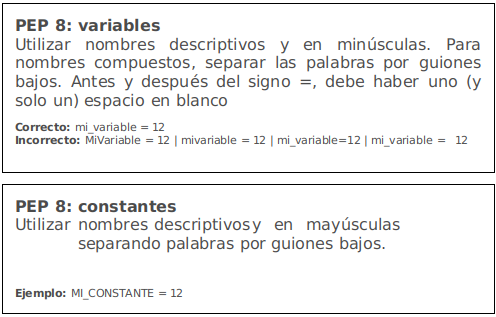 PEP 8: variables
Utilizar nombres descriptivos y en minúsculas. Para
nombres compuestos, separar las palabras por guiones
bajos. Antes y después del signo =, debe haber uno (y
solo un) espacio en blanco
Correcto: mi_variable = 12
Incorrecto: MiVariable = 12 | mivariable = 12 | mi_variable=12 | mi_variable =  12
PEP 8: constantes
Utilizar nombres descriptivos y en mayúsculas
separando palabras por guiones bajos.
Ejemplo: MI_CONSTANTE = 12